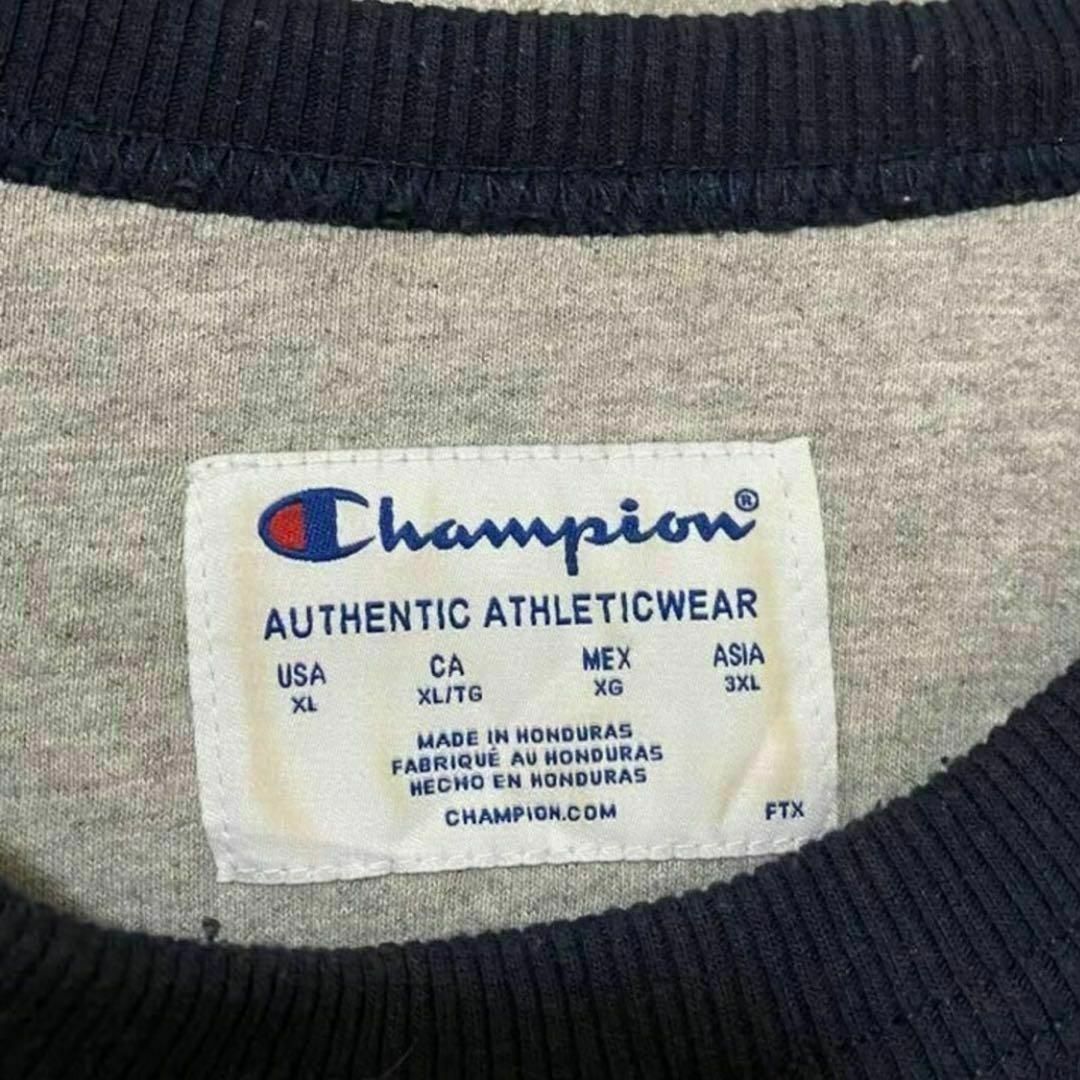 Champion®
AUTHENTIC ATHLETICWEAR
USA CA MEX ASIA
XL XL/TG XG 3XL
MADE IN HONDURAS
FABRIQUÉ AU HONDURAS
HECHO EN HONDURAS
CHAMPION.COM FTX